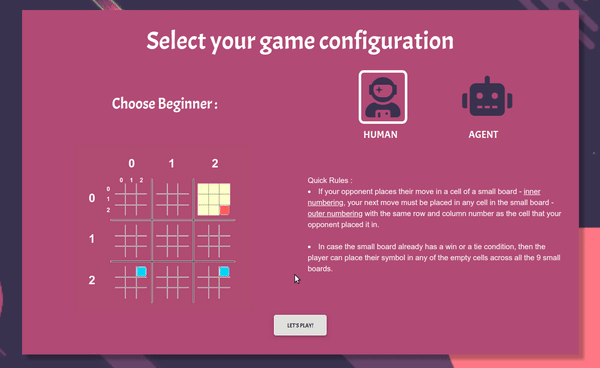 Select your game configuration
Choose Beginner :
HUMAN
AGENT
0 1 2
0 1 2
0
0
1
2
1
2
Quick Rules :
• If your opponent places their move in a cell of a small board - inner
numbering, your next move must be placed in any cell in the small board -
outer numbering with the same row and column number as the cell that your
opponent placed it in.
• In case the small board already has a win or a tie condition, then the
player can place their symbol in any of the empty cells across all the 9 small
boards.
LET'S PLAY!